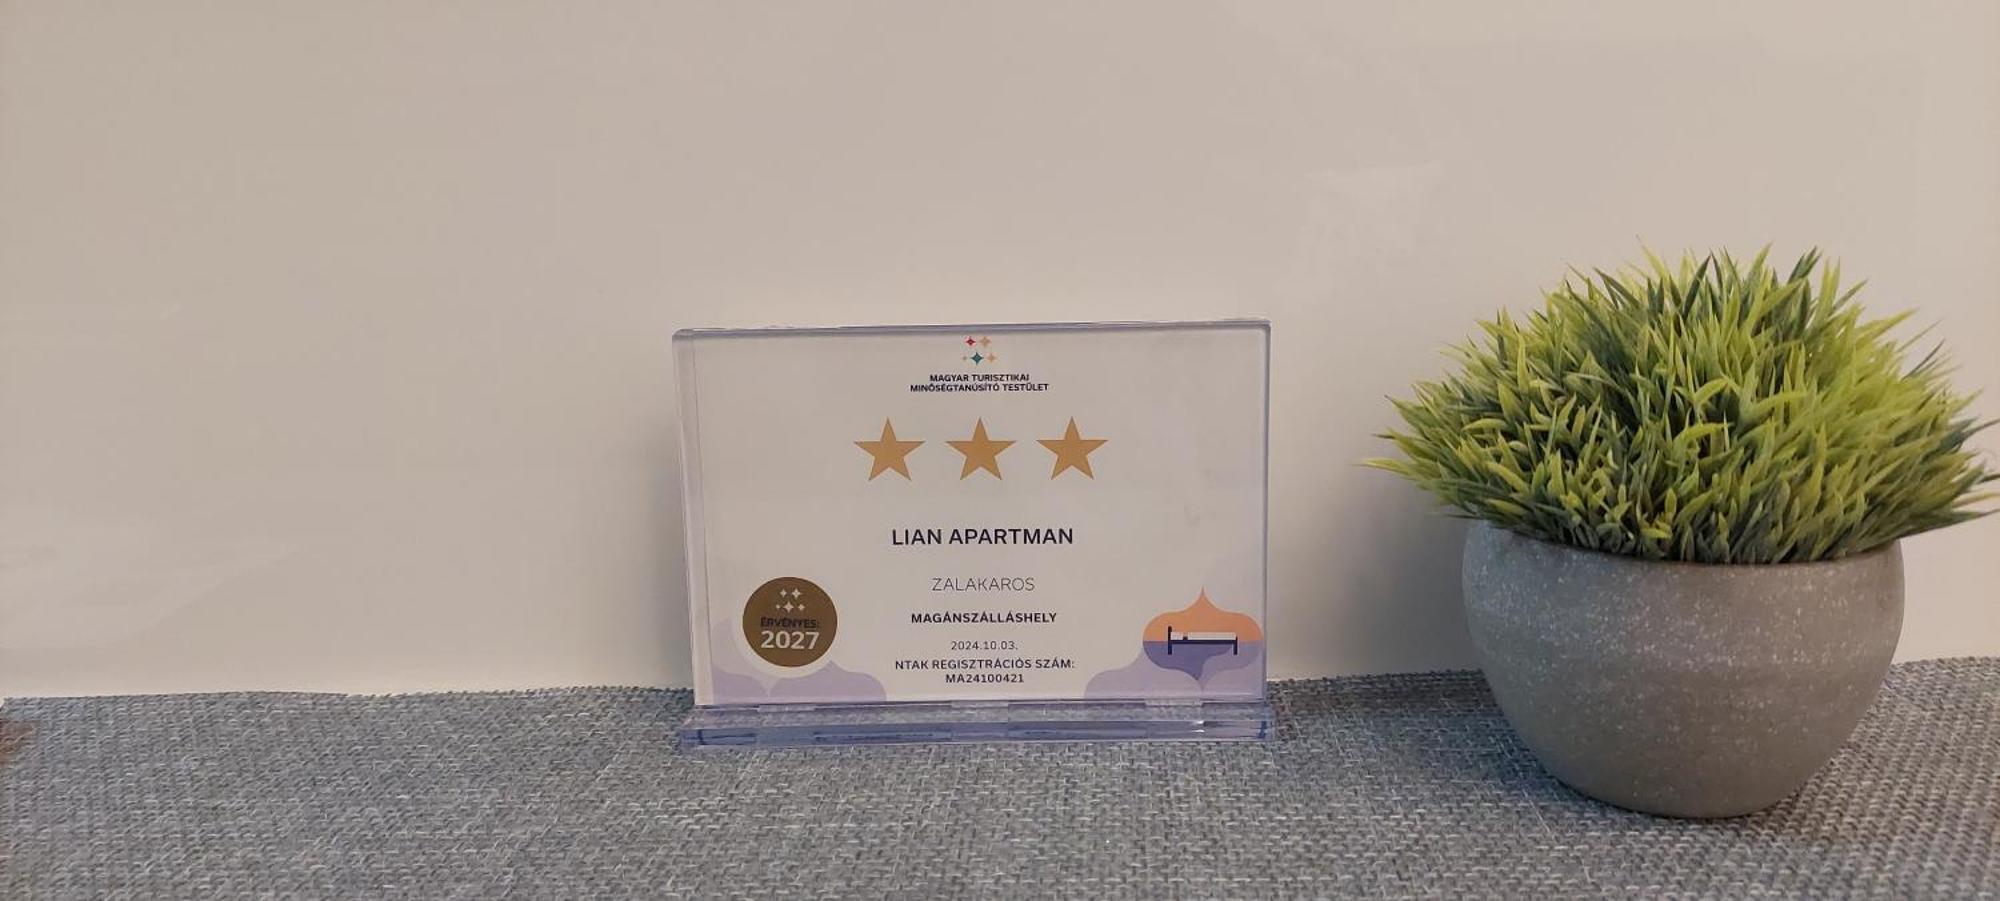 MAGYAR TURISZTIKAI
MINŐSÉGTANÚSÍTÓ TESTÜLET
LIAN APARTMAN
ZALAKAROS
MAGÁNSZÁLLÁSHELY
2024.10.03.
NTAK REGISZTRÁCIÓS SZÁM:
MA24100421
ÉRVÉNYES:
2027